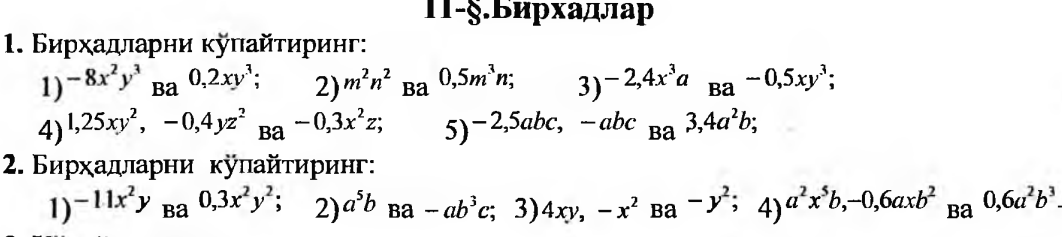 11-§.Бирхадлар
1. Бирҳадларни кўпайтиринг:
1) −8x²y³ ва 0,2xy³; 2) m²n² ва 0,5m³n; 3) −2,4x³a ва −0,5xy³;
4) 1,25xy², −0,4yz² ва −0,3x²z; 5) −2,5abc, −abc ва 3,4a²b;
2. Бирҳадларни кўпайтиринг:
1) −11x²y ва 0,3x²y²; 2) a⁵b ва −ab³c; 3) 4xy, −x² ва −y²; 4) a²x⁵b,−0,6axb² ва 0,6a²b³.